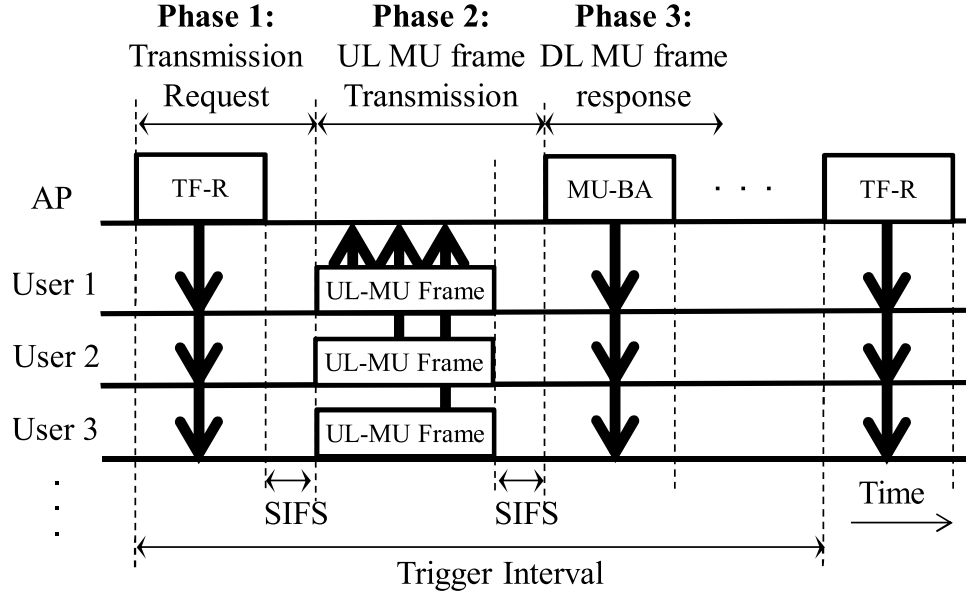 Phase 1: Phase 2: Phase 3:
Transmission UL MU frame DL MU frame
Request Transmission response
AP TF-R MU-BA . . . TF-R
User 1 UL-MU Frame
User 2 UL-MU Frame
User 3 UL-MU Frame
.
.
.
SIFS SIFS Time
Trigger Interval